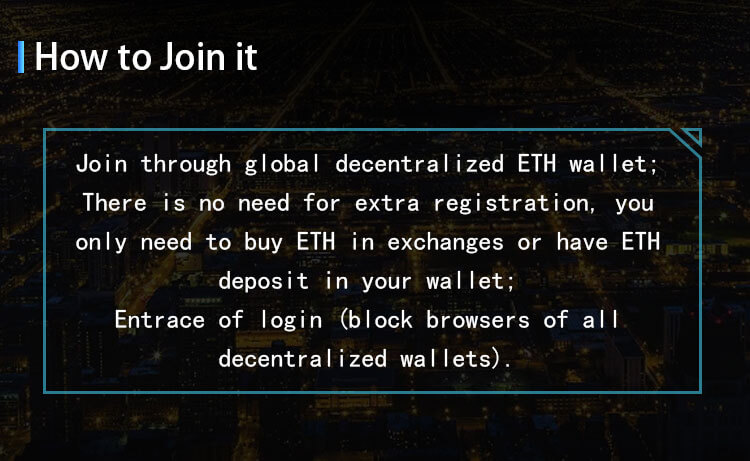 How to Join it
Join through global decentralized ETH wallet;
There is no need for extra registration, you
only need to buy ETH in exchanges or have ETH
deposit in your wallet;
Entrace of login (block browsers of all
decentralized wallets).